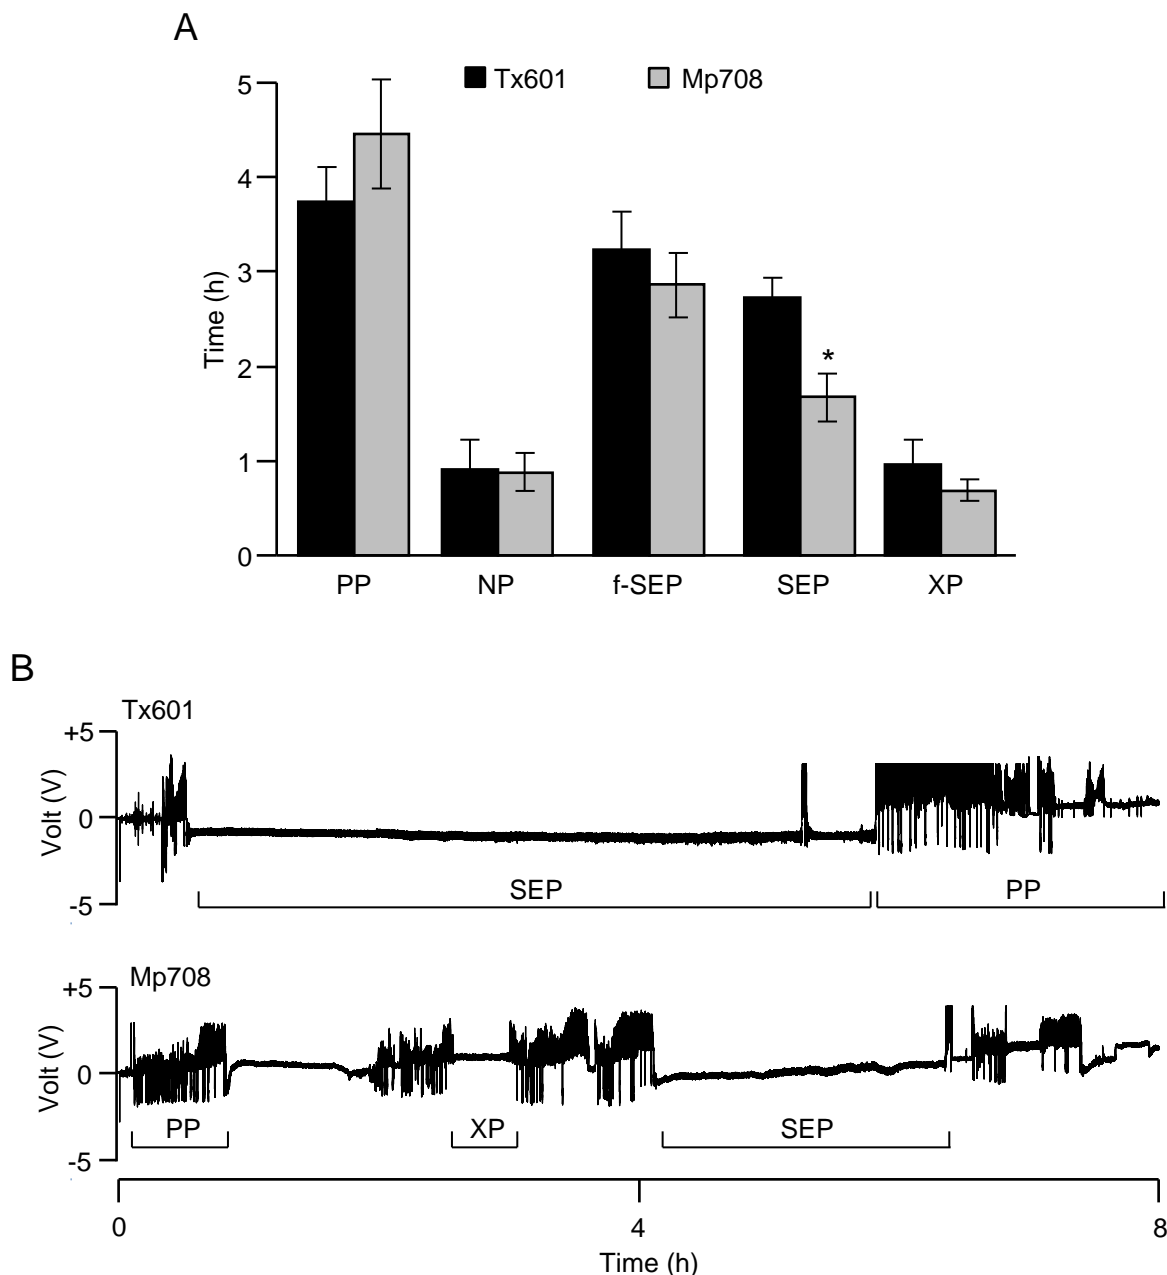 A
Tx601 Mp708
5
4
3
2
1
0
Time (h)
*
PP NP f-SEP SEP XP
B
Tx601
+5
0
-5
Volt (V)
SEP PP
Mp708
+5
0
-5
Volt (V)
PP XP SEP
0 4 8
Time (h)